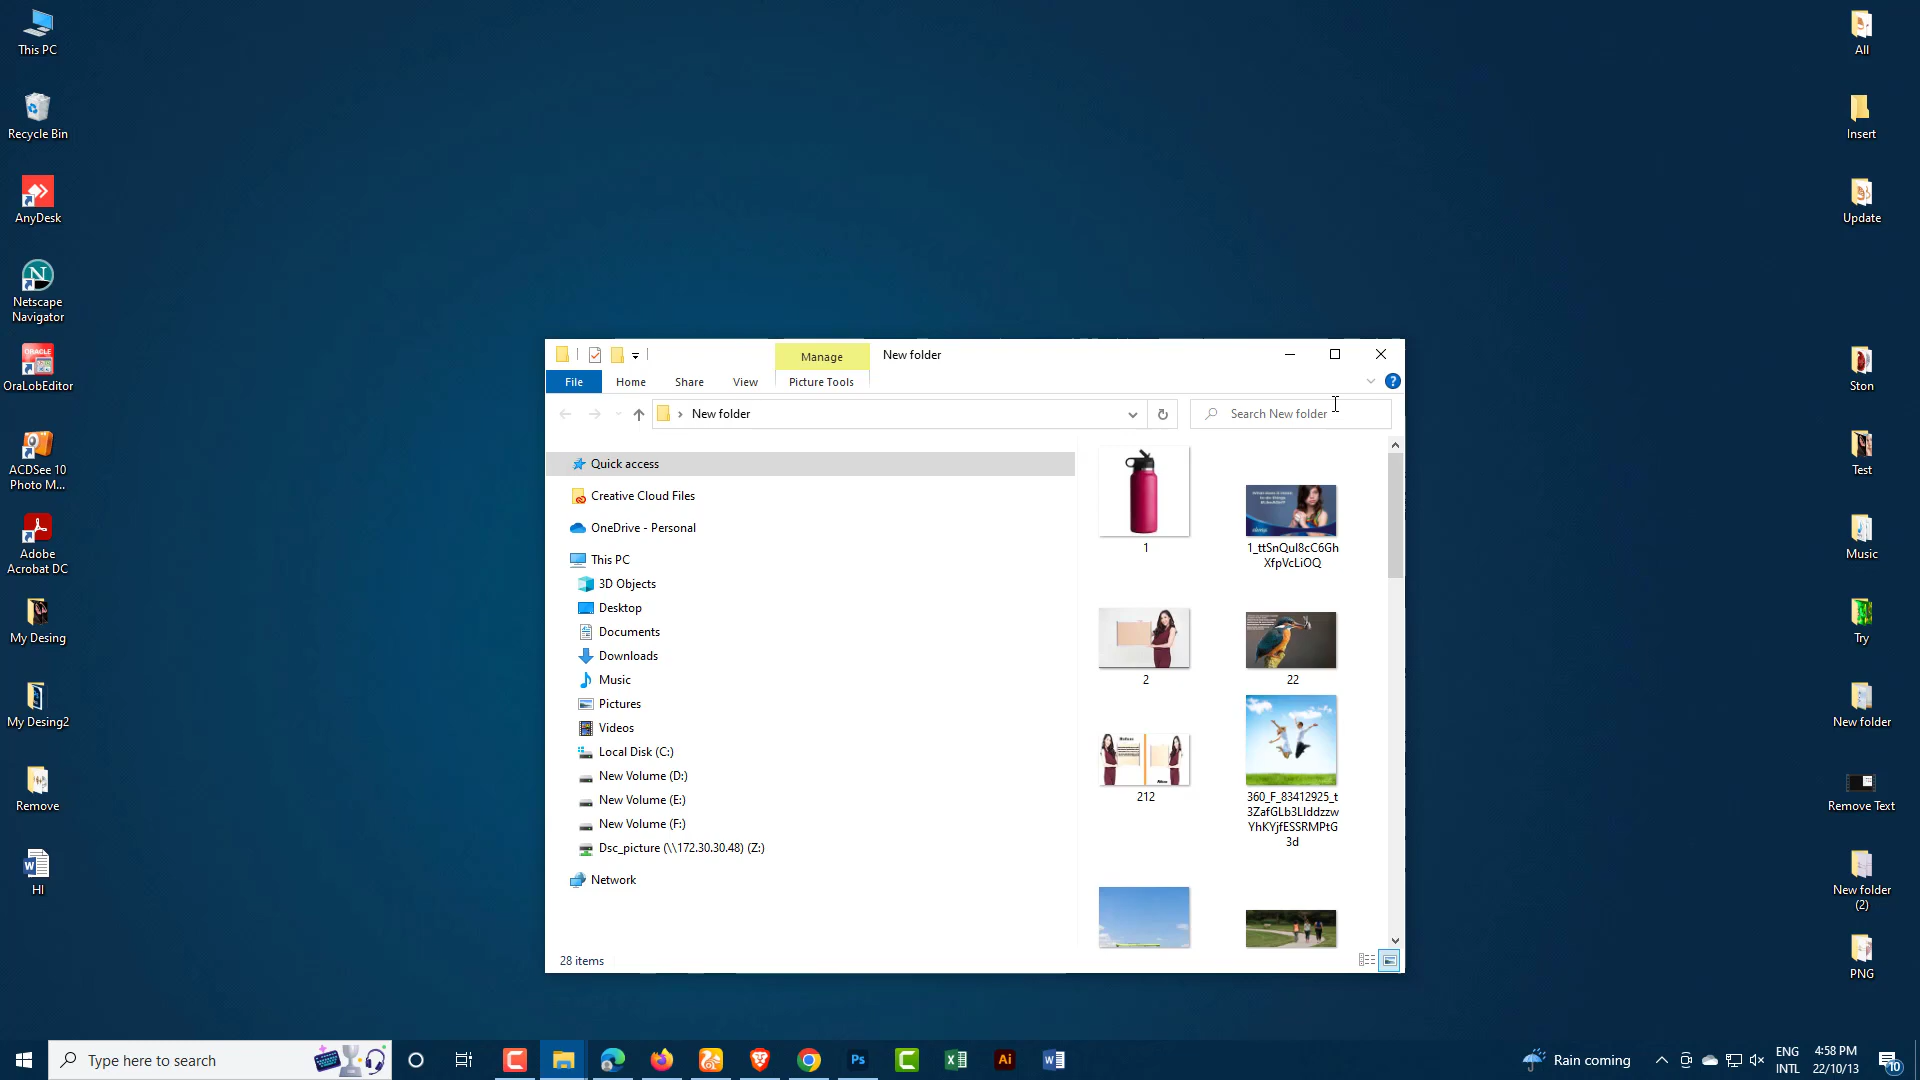 This PC
Recycle Bin
AnyDesk
Netscape
Navigator
OraLobEditor
ACDSee 10
Photo M...
Adobe
Acrobat DC
My Desing
My Desing2
Remove
HI
Manage
New folder
File
Home
Share
View
Picture Tools
New folder
Search New folder
Quick access
Creative Cloud Files
OneDrive - Personal
This PC
3D Objects
Desktop
Documents
Downloads
Music
Pictures
Videos
Local Disk (C:)
New Volume (D:)
New Volume (E:)
New Volume (F:)
Dsc_picture (\\172.30.30.48) (Z:)
Network
1
1_ttSnQuI8cC6Gh
XfpVcLiOQ
2
22
212
360_F_83412925_t
3ZafGLb3LIddzzw
YhKYjfESSRMPtG
3d
28 items
All
Insert
Update
Ston
Test
Music
Try
New folder
Remove Text
New folder
(2)
PNG
Type here to search
Rain coming
ENG
INTL
4:58 PM
22/10/13
10